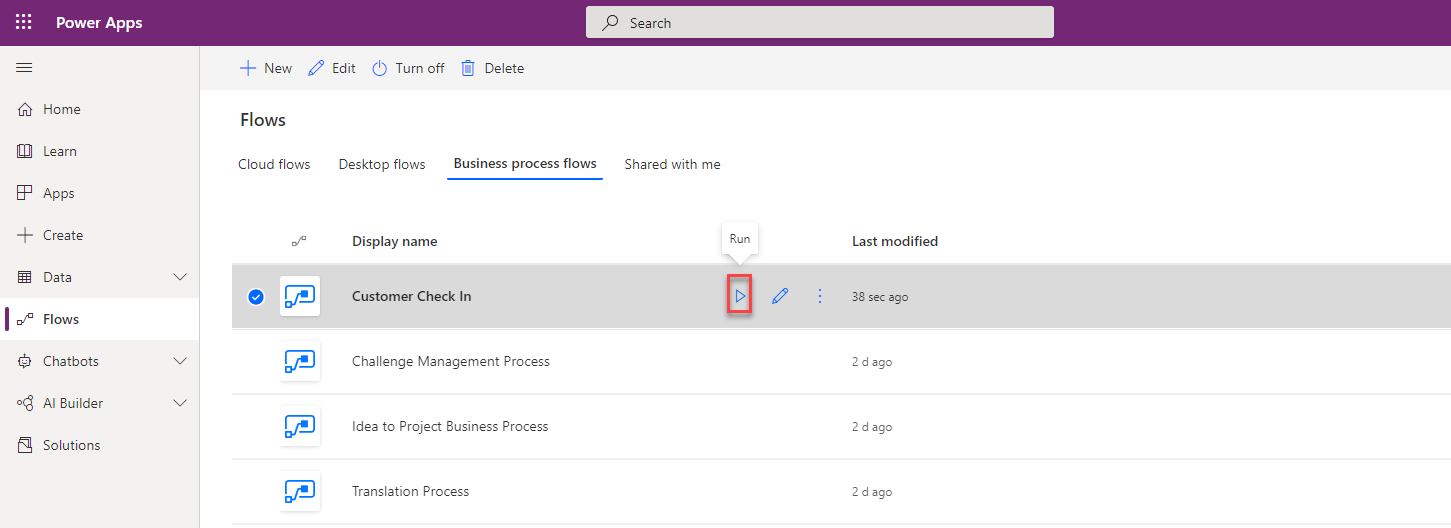 Power Apps
Search
New Edit Turn off Delete
Home
Learn
Apps
Create
Data
Flows
Chatbots
AI Builder
Solutions
Flows
Cloud flows Desktop flows Business process flows Shared with me
Run
Display name Last modified
Customer Check In 38 sec ago
Challenge Management Process 2 d ago
Idea to Project Business Process 2 d ago
Translation Process 2 d ago